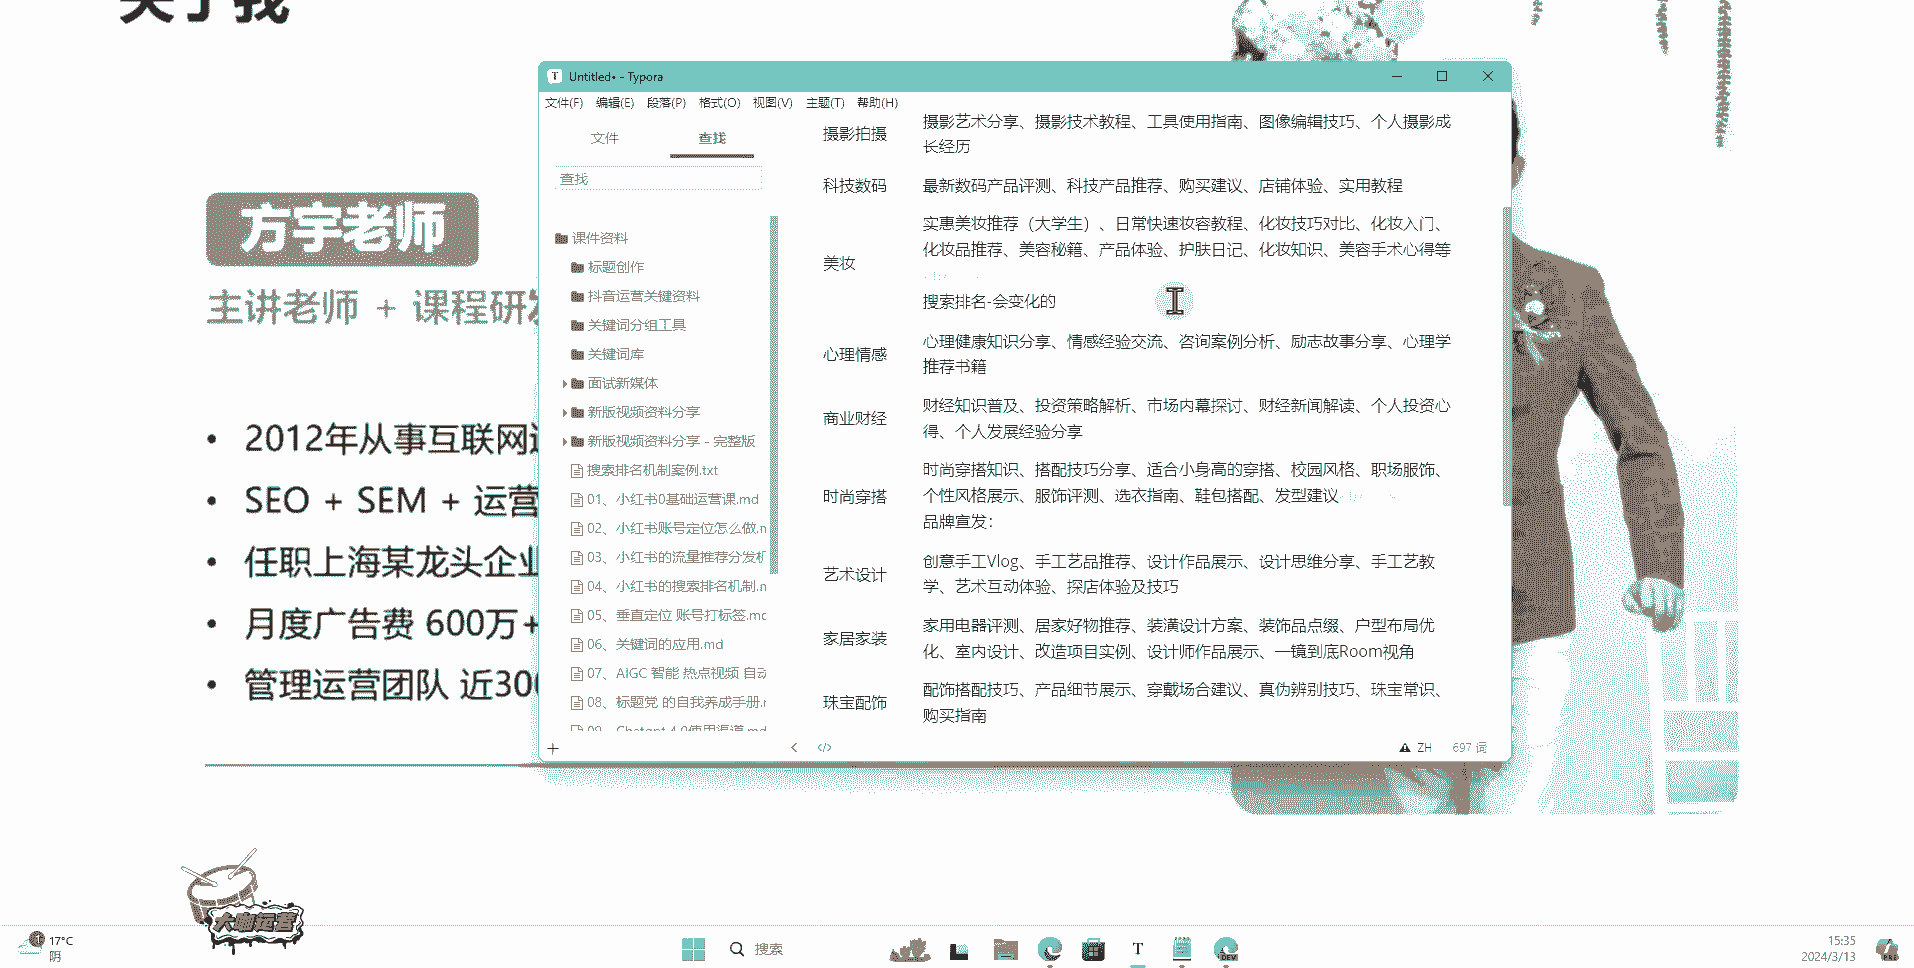 关于我
方宇老师
主讲老师 + 课程研发
2012年从事互联网
SEO + SEM + 运营
任职上海某龙头企业
月度广告费 600万+
管理运营团队 近300
大咖运营
Untitled• - Typora
文件(F) 编辑(E) 段落(P) 格式(O) 视图(V) 主题(T) 帮助(H)
文件 查找
查找
课件资料
标题创作
抖音运营关键资料
关键词分组工具
关键词库
面试新媒体
新版视频资料分享
新版视频资料分享 - 完整版
搜索排名机制案例.txt
01、小红书0基础运营课.md
02、小红书账号定位怎么做.m
03、小红书的流量推荐分发机
04、小红书的搜索排名机制.m
05、垂直定位 账号打标签.md
06、关键词的应用.md
07、AIGC 智能 热点视频 自动
08、标题党 的自我养成手册.m
09、Chatgpt 4.0使用渠道.md
摄影拍摄
摄影艺术分享、摄影技术教程、工具使用指南、图像编辑技巧、个人摄影成
长经历
科技数码
最新数码产品评测、科技产品推荐、购买建议、店铺体验、实用教程
美妆
实惠美妆推荐（大学生）、日常快速妆容教程、化妆技巧对比、化妆入门、
化妆品推荐、美容秘籍、产品体验、护肤日记、化妆知识、美容手术心得等
搜索排名-会变化的
心理情感
心理健康知识分享、情感经验交流、咨询案例分析、励志故事分享、心理学
推荐书籍
商业财经
财经知识普及、投资策略解析、市场内幕探讨、财经新闻解读、个人投资心
得、个人发展经验分享
时尚穿搭
时尚穿搭知识、搭配技巧分享、适合小身高的穿搭、校园风格、职场服饰、
个性风格展示、服饰评测、选衣指南、鞋包搭配、发型建议
品牌宣发：
艺术设计
创意手工Vlog、手工艺品推荐、设计作品展示、设计思维分享、手工艺教
学、艺术互动体验、探店体验及技巧
家居家装
家用电器评测、居家好物推荐、装潢设计方案、装饰品点缀、户型布局优
化、室内设计、改造项目实例、设计师作品展示、一镜到底Room视角
珠宝配饰
配饰搭配技巧、产品细节展示、穿戴场合建议、真伪辨别技巧、珠宝常识、
购买指南
ZH 697 词
17°C
阴
搜索
15:35
2024/3/13